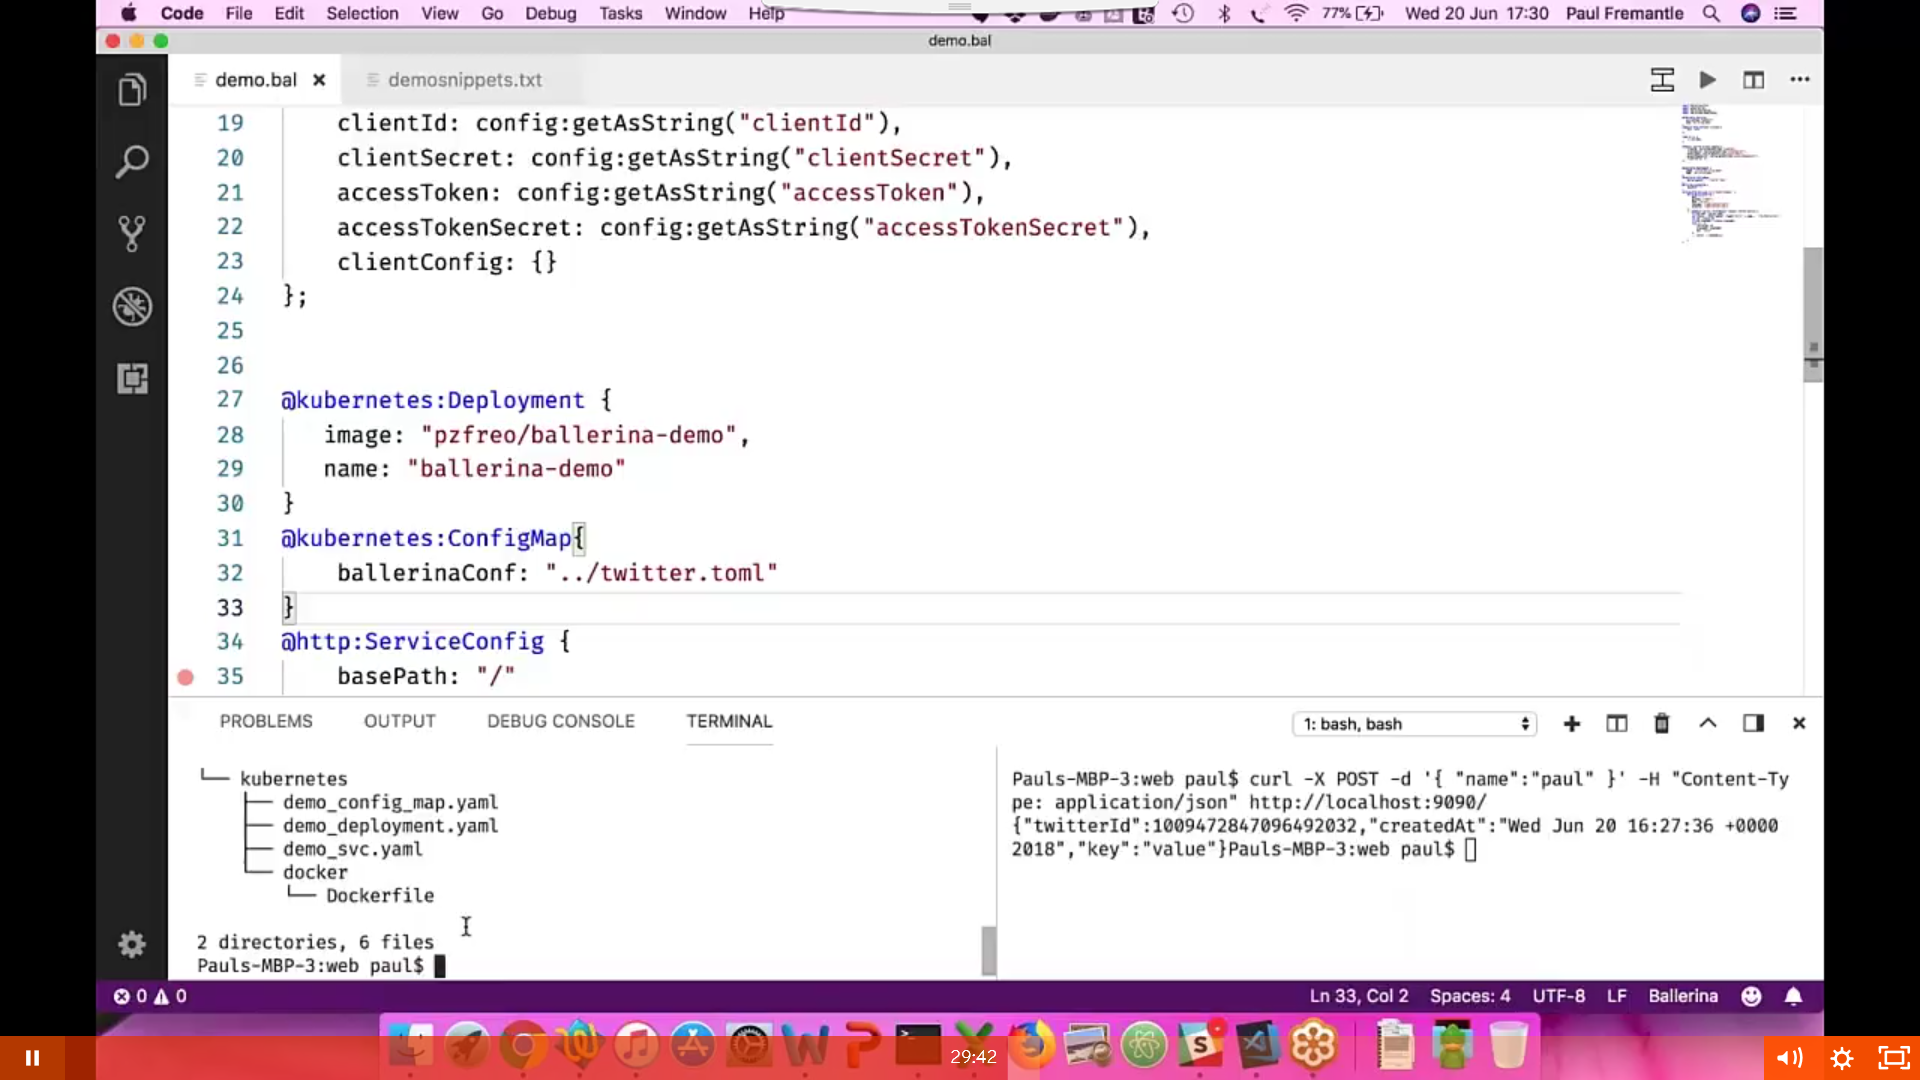 Code File Edit Selection View Go Debug Tasks Window Help 77% Wed 20 Jun 17:30 Paul Fremantle
demo.bal
demo.bal demosnippets.txt
19 clientId: config:getAsString("clientId"),
20 clientSecret: config:getAsString("clientSecret"),
21 accessToken: config:getAsString("accessToken"),
22 accessTokenSecret: config:getAsString("accessTokenSecret"),
23 clientConfig: {}
24 };
25
26
27 @kubernetes:Deployment {
28 image: "pzfreo/ballerina-demo",
29 name: "ballerina-demo"
30 }
31 @kubernetes:ConfigMap{
32 ballerinaConf: "../twitter.toml"
33 }
34 @http:ServiceConfig {
35 basePath: "/"
PROBLEMS OUTPUT DEBUG CONSOLE TERMINAL 1: bash, bash
└── kubernetes
├── demo_config_map.yaml
├── demo_deployment.yaml
├── demo_svc.yaml
└── docker
└── Dockerfile
2 directories, 6 files
Pauls-MBP-3:web paul$
Pauls-MBP-3:web paul$ curl -X POST -d '{ "name":"paul" }' -H "Content-Ty
pe: application/json" http://localhost:9090/
{"twitterId":1009472847096492032,"createdAt":"Wed Jun 20 16:27:36 +0000
2018","key":"value"}Pauls-MBP-3:web paul$
0 0 Ln 33, Col 2 Spaces: 4 UTF-8 LF Ballerina
29:42